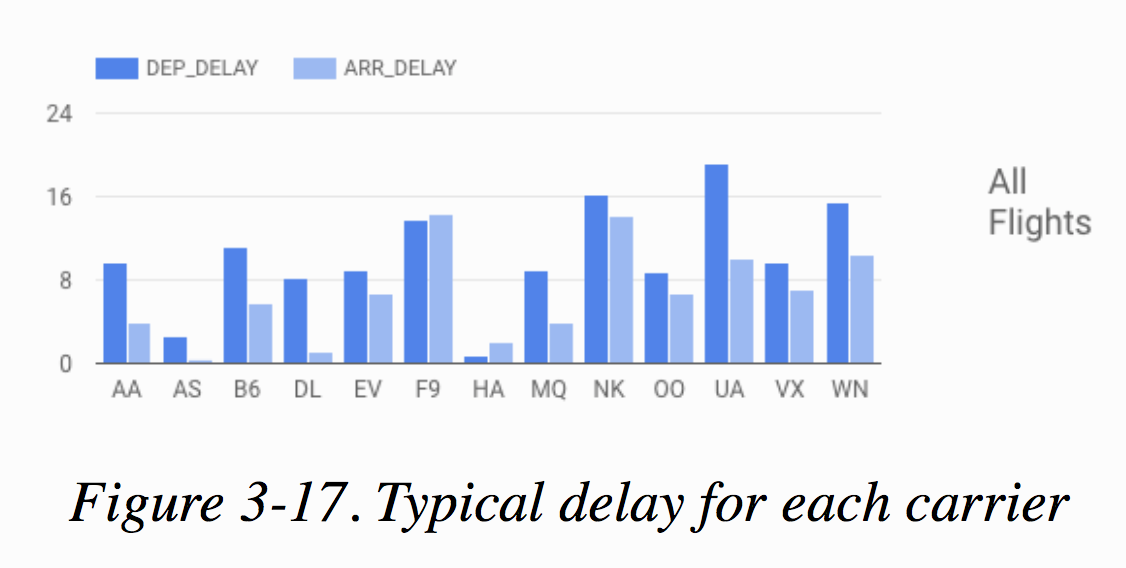 DEP_DELAY ARR_DELAY
24
16
8
0
AA AS B6 DL EV F9 HA MQ NK OO UA VX WN
All
Flights
Figure 3-17. Typical delay for each carrier